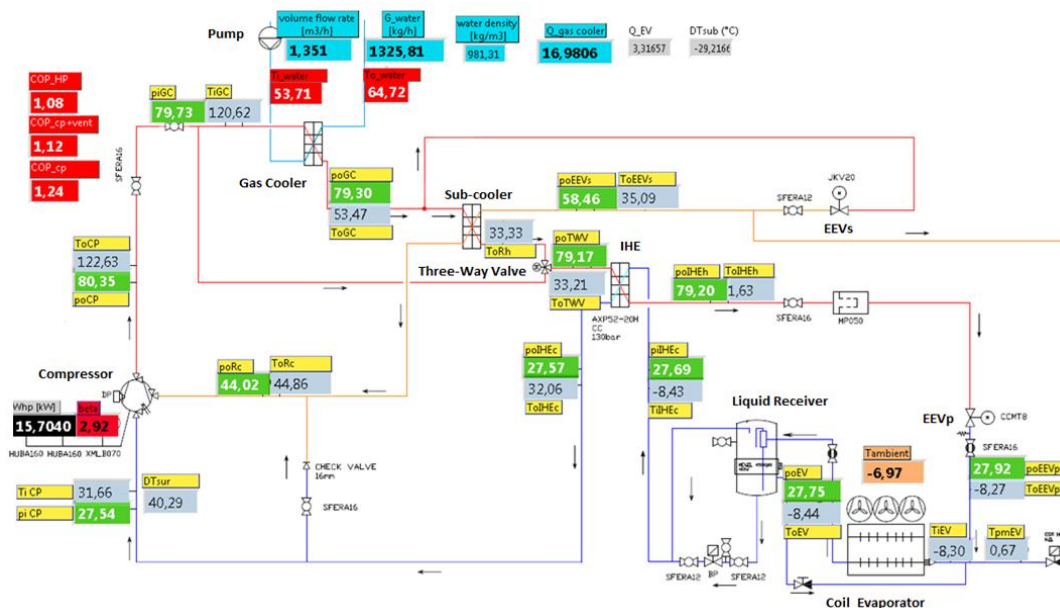 Pump
volume flow rate
[m3/h]
1,351
G_water
[kg/h]
1325,81
water density
[kg/m3]
981,31
Q_gas cooler
16,9806
Q_EV
3,31657
DTsub (°C)
-29,2166
COP_HP
1,08
COP_cp+vent
1,12
COP_cp
1,24
piGC
79,73
TiGC
120,62
Ti_water
53,71
To_water
64,72
SFERA16
Gas Cooler
poGC
79,30
53,47
ToGC
Sub-cooler
33,33
ToRh
poEEVs
58,46
ToEEVs
35,09
SFERA12
JKV20
EEVs
ToCP
122,63
80,35
poCP
Three-Way Valve
poTWV
79,17
33,21
ToTWV
IHE
AXP52-20H
CC
130bar
poIHEh
79,20
ToIHEh
1,63
SFERA16
MP050
Compressor
DP
Whp [kW]
15,7040
beta
2,92
HUBA160 HUBA160 XMLB070
poRc
44,02
ToRc
44,86
poIHEc
27,57
32,06
ToIHEc
piIHEc
27,69
-8,43
TiIHEc
Liquid Receiver
EEVp
CCMT8
SFERA16
27,92
-8,27
poEEVp
ToEEVp
Tambient
-6,97
poEV
27,75
-8,44
ToEV
CHECK VALVE
16mm
SFERA16
Ti CP
31,66
pi CP
27,54
DTsur
40,29
TiEV
-8,30
TpmEV
0,67
SFERA12
BP
SFERA12
Coil Evaporator